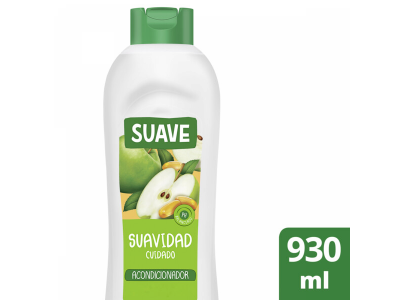 SUAVE
SUAVIDAD
CUIDADO
ACONDICIONADOR
930
ml